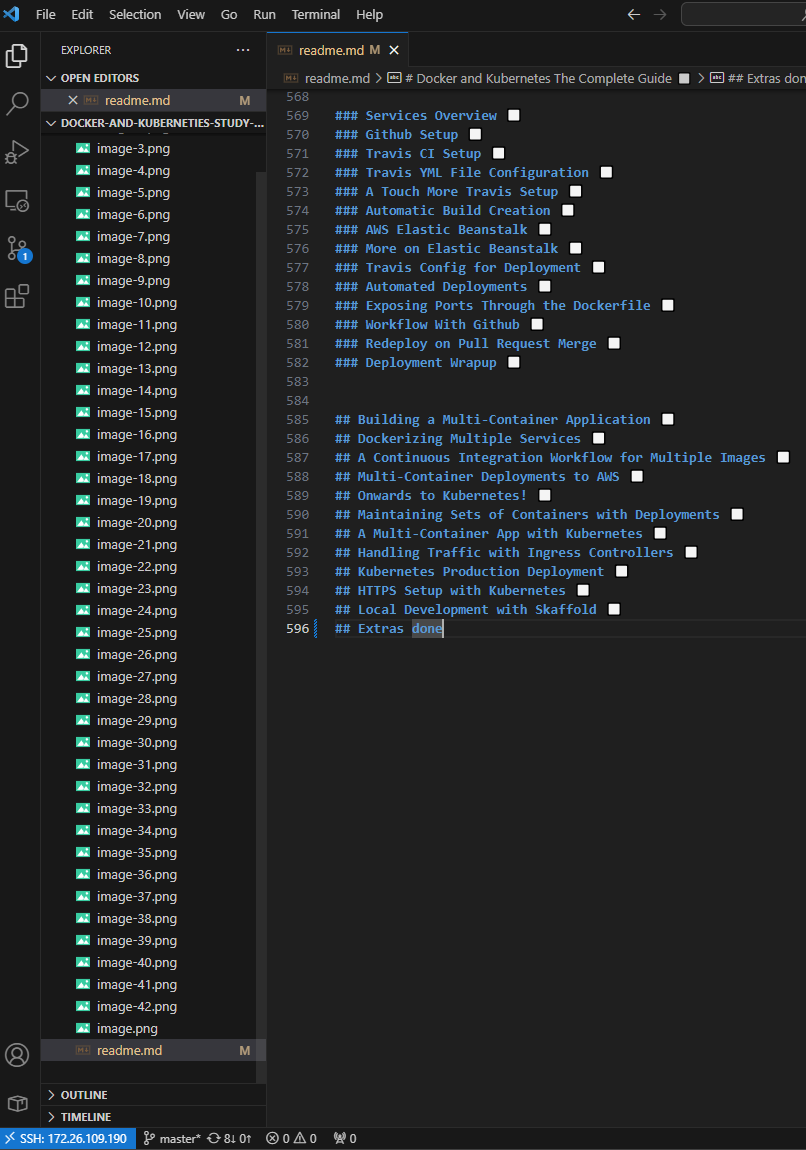 File Edit Selection View Go Run Terminal Help
EXPLORER
OPEN EDITORS
readme.md M
DOCKER-AND-KUBERNETIES-STUDY-...
image-3.png
image-4.png
image-5.png
image-6.png
image-7.png
image-8.png
image-9.png
image-10.png
image-11.png
image-12.png
image-13.png
image-14.png
image-15.png
image-16.png
image-17.png
image-18.png
image-19.png
image-20.png
image-21.png
image-22.png
image-23.png
image-24.png
image-25.png
image-26.png
image-27.png
image-28.png
image-29.png
image-30.png
image-31.png
image-32.png
image-33.png
image-34.png
image-35.png
image-36.png
image-37.png
image-38.png
image-39.png
image-40.png
image-41.png
image-42.png
image.png
readme.md M
OUTLINE
TIMELINE
readme.md M
readme.md > # Docker and Kubernetes The Complete Guide ⬜ > ## Extras don
568
569 ### Services Overview ⬜
570 ### Github Setup ⬜
571 ### Travis CI Setup ⬜
572 ### Travis YML File Configuration ⬜
573 ### A Touch More Travis Setup ⬜
574 ### Automatic Build Creation ⬜
575 ### AWS Elastic Beanstalk ⬜
576 ### More on Elastic Beanstalk ⬜
577 ### Travis Config for Deployment ⬜
578 ### Automated Deployments ⬜
579 ### Exposing Ports Through the Dockerfile ⬜
580 ### Workflow With Github ⬜
581 ### Redeploy on Pull Request Merge ⬜
582 ### Deployment Wrapup ⬜
583
584
585 ## Building a Multi-Container Application ⬜
586 ## Dockerizing Multiple Services ⬜
587 ## A Continuous Integration Workflow for Multiple Images ⬜
588 ## Multi-Container Deployments to AWS ⬜
589 ## Onwards to Kubernetes! ⬜
590 ## Maintaining Sets of Containers with Deployments ⬜
591 ## A Multi-Container App with Kubernetes ⬜
592 ## Handling Traffic with Ingress Controllers ⬜
593 ## Kubernetes Production Deployment ⬜
594 ## HTTPS Setup with Kubernetes ⬜
595 ## Local Development with Skaffold ⬜
596 ## Extras done
1
SSH: 172.26.109.190 master* 8↓ 0↑ 0 0 0